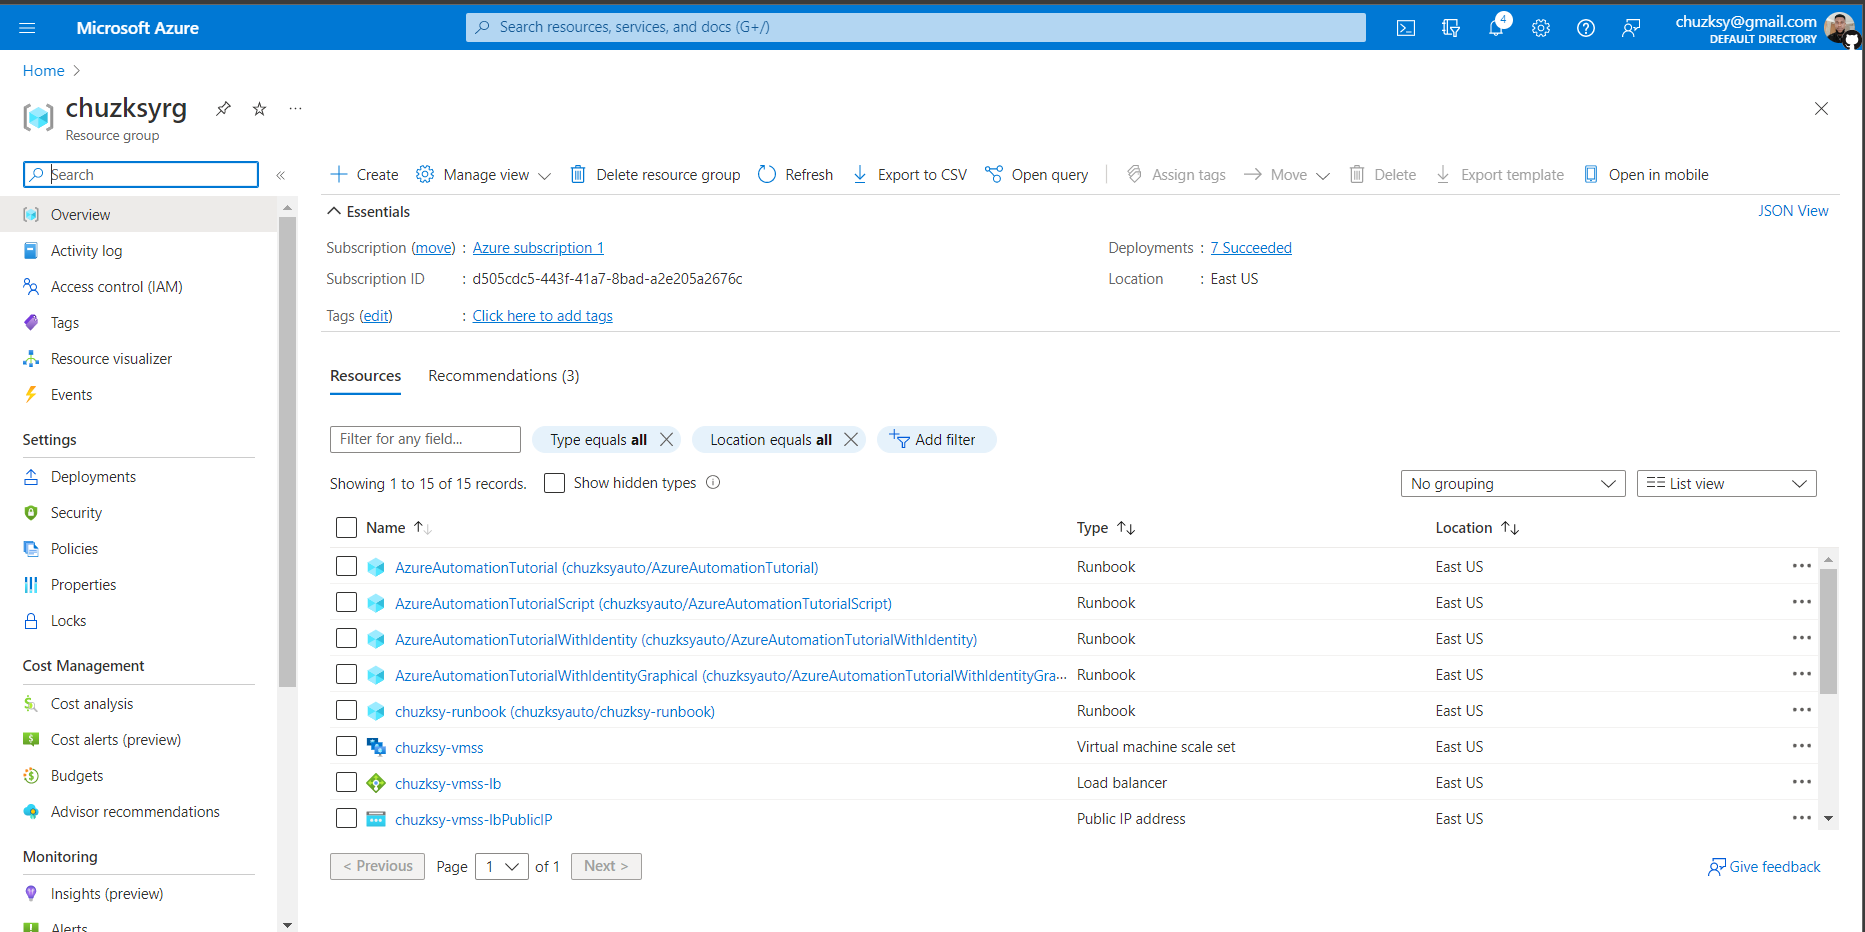 Microsoft Azure
Search resources, services, and docs (G+/)
4
chuzksy@gmail.com
DEFAULT DIRECTORY
Home
chuzksyrg
Resource group
Search
Create
Manage view
Delete resource group
Refresh
Export to CSV
Open query
Assign tags
Move
Delete
Export template
Open in mobile
Overview
Activity log
Access control (IAM)
Tags
Resource visualizer
Events
Settings
Deployments
Security
Policies
Properties
Locks
Cost Management
Cost analysis
Cost alerts (preview)
Budgets
Advisor recommendations
Monitoring
Insights (preview)
Alerts
Essentials
JSON View
Subscription (move) : Azure subscription 1
Deployments : 7 Succeeded
Subscription ID : d505cdc5-443f-41a7-8bad-a2e205a2676c
Location : East US
Tags (edit) : Click here to add tags
Resources
Recommendations (3)
Filter for any field...
Type equals all
Location equals all
Add filter
Showing 1 to 15 of 15 records.
Show hidden types
No grouping
List view
Name Type Location
AzureAutomationTutorial (chuzksyauto/AzureAutomationTutorial) Runbook East US
AzureAutomationTutorialScript (chuzksyauto/AzureAutomationTutorialScript) Runbook East US
AzureAutomationTutorialWithIdentity (chuzksyauto/AzureAutomationTutorialWithIdentity) Runbook East US
AzureAutomationTutorialWithIdentityGraphical (chuzksyauto/AzureAutomationTutorialWithIdentityGra... Runbook East US
chuzksy-runbook (chuzksyauto/chuzksy-runbook) Runbook East US
chuzksy-vmss Virtual machine scale set East US
chuzksy-vmss-lb Load balancer East US
chuzksy-vmss-lbPublicIP Public IP address East US
< Previous Page 1 of 1 Next >
Give feedback